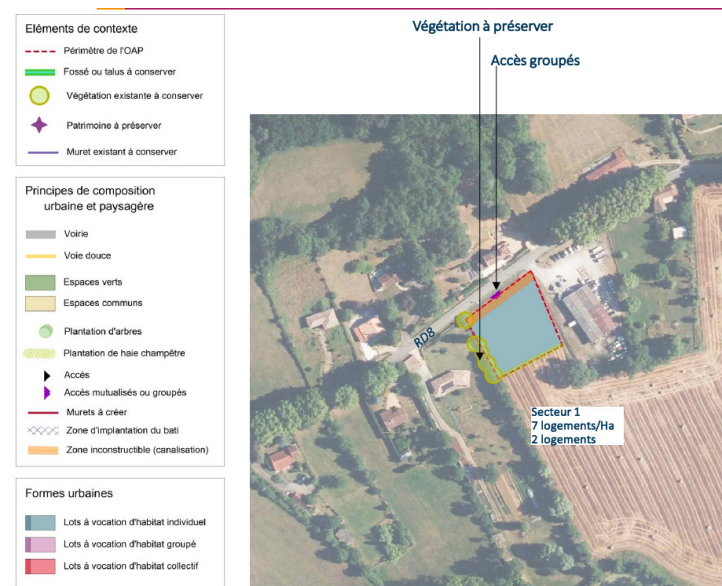 Eléments de contexte
Périmètre de l'OAP
Fossé ou talus à conserver
Végétation existante à conserver
Patrimoine à préserver
Muret existant à conserver
Principes de composition
urbaine et paysagère
Voirie
Voie douce
Espaces verts
Espaces communs
Plantation d'arbres
Plantation de haie champêtre
Accès
Accès mutualisés ou groupés
Murets à créer
Zone d'implantation du bati
Zone inconstructible (canalisation)
Formes urbaines
Lots à vocation d'habitat individuel
Lots à vocation d'habitat groupé
Lots à vocation d'habitat collectif
Végétation à préserver
Accès groupés
RD8
Secteur 1
7 logements/Ha
2 logements